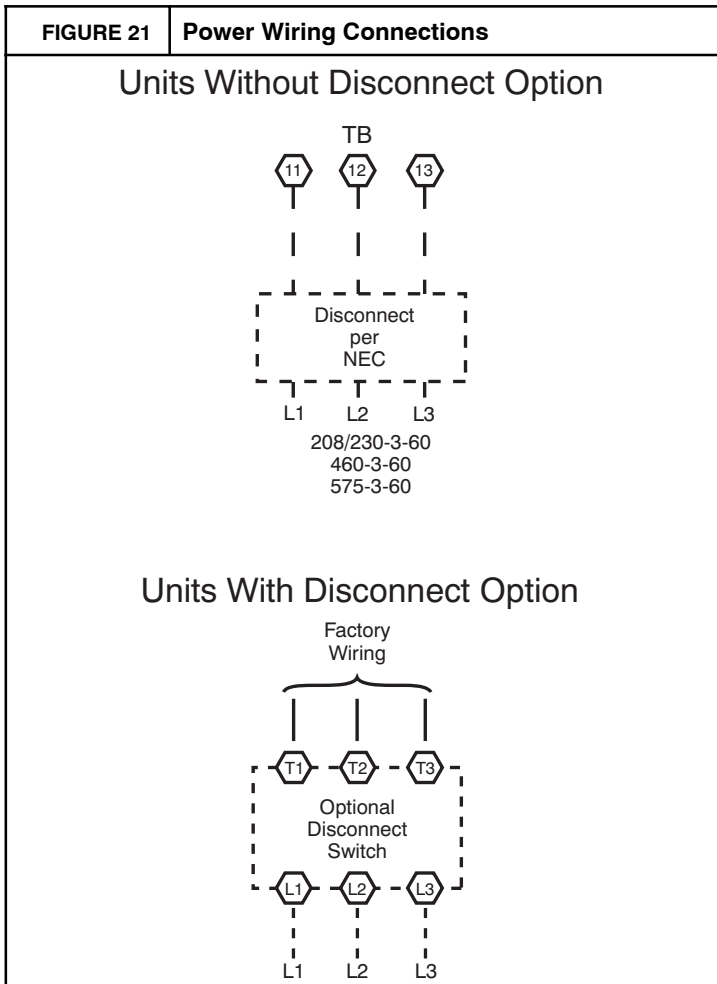 FIGURE 21 Power Wiring Connections
Units Without Disconnect Option
TB
11 12 13
Disconnect
per
NEC
L1 L2 L3
208/230-3-60
460-3-60
575-3-60
Units With Disconnect Option
Factory
Wiring
T1 T2 T3
Optional
Disconnect
Switch
L1 L2 L3
L1 L2 L3